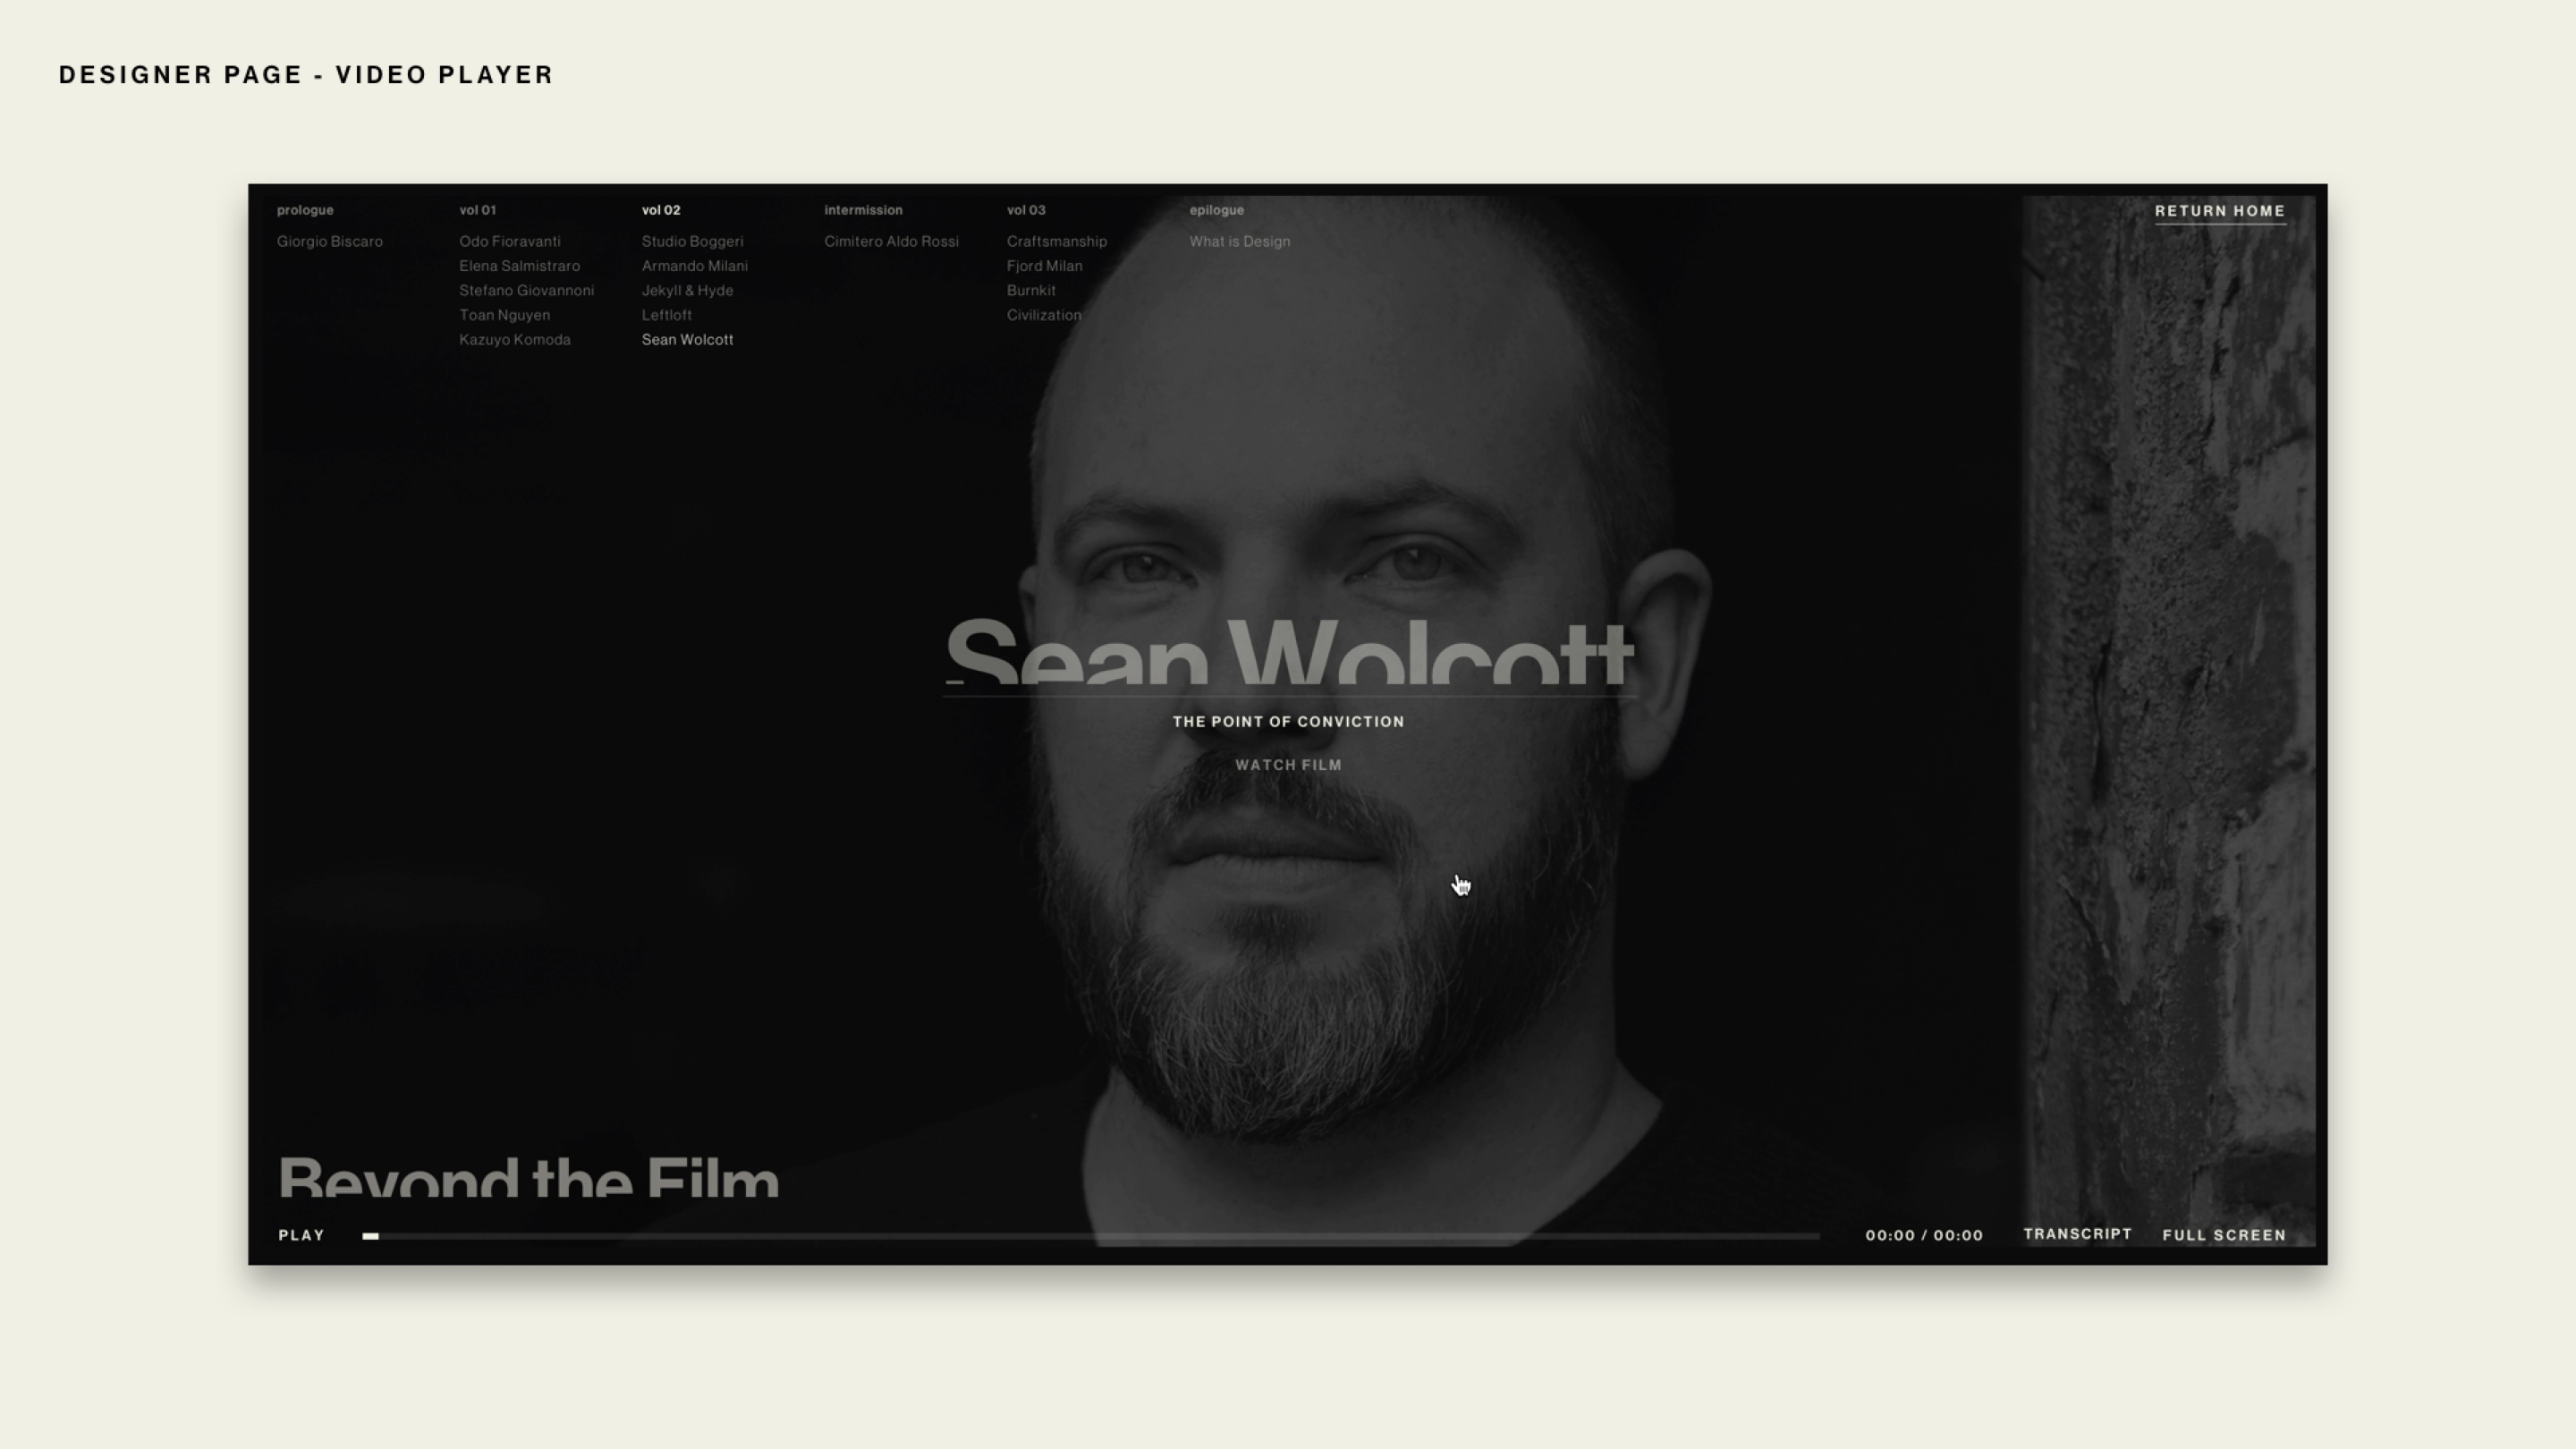 DESIGNER PAGE - VIDEO PLAYER
prologue
Giorgio Biscaro
vol 01
Odo Fioravanti
Elena Salmistraro
Stefano Giovannoni
Toan Nguyen
Kazuyo Komoda
vol 02
Studio Boggeri
Armando Milani
Jekyll & Hyde
Leftloft
Sean Wolcott
intermission
Cimitero Aldo Rossi
vol 03
Craftsmanship
Fjord Milan
Burnkit
Civilization
epilogue
What is Design
RETURN HOME
Sean Wolcott
THE POINT OF CONVICTION
WATCH FILM
Beyond the Film
PLAY
00:00 / 00:00
TRANSCRIPT
FULL SCREEN